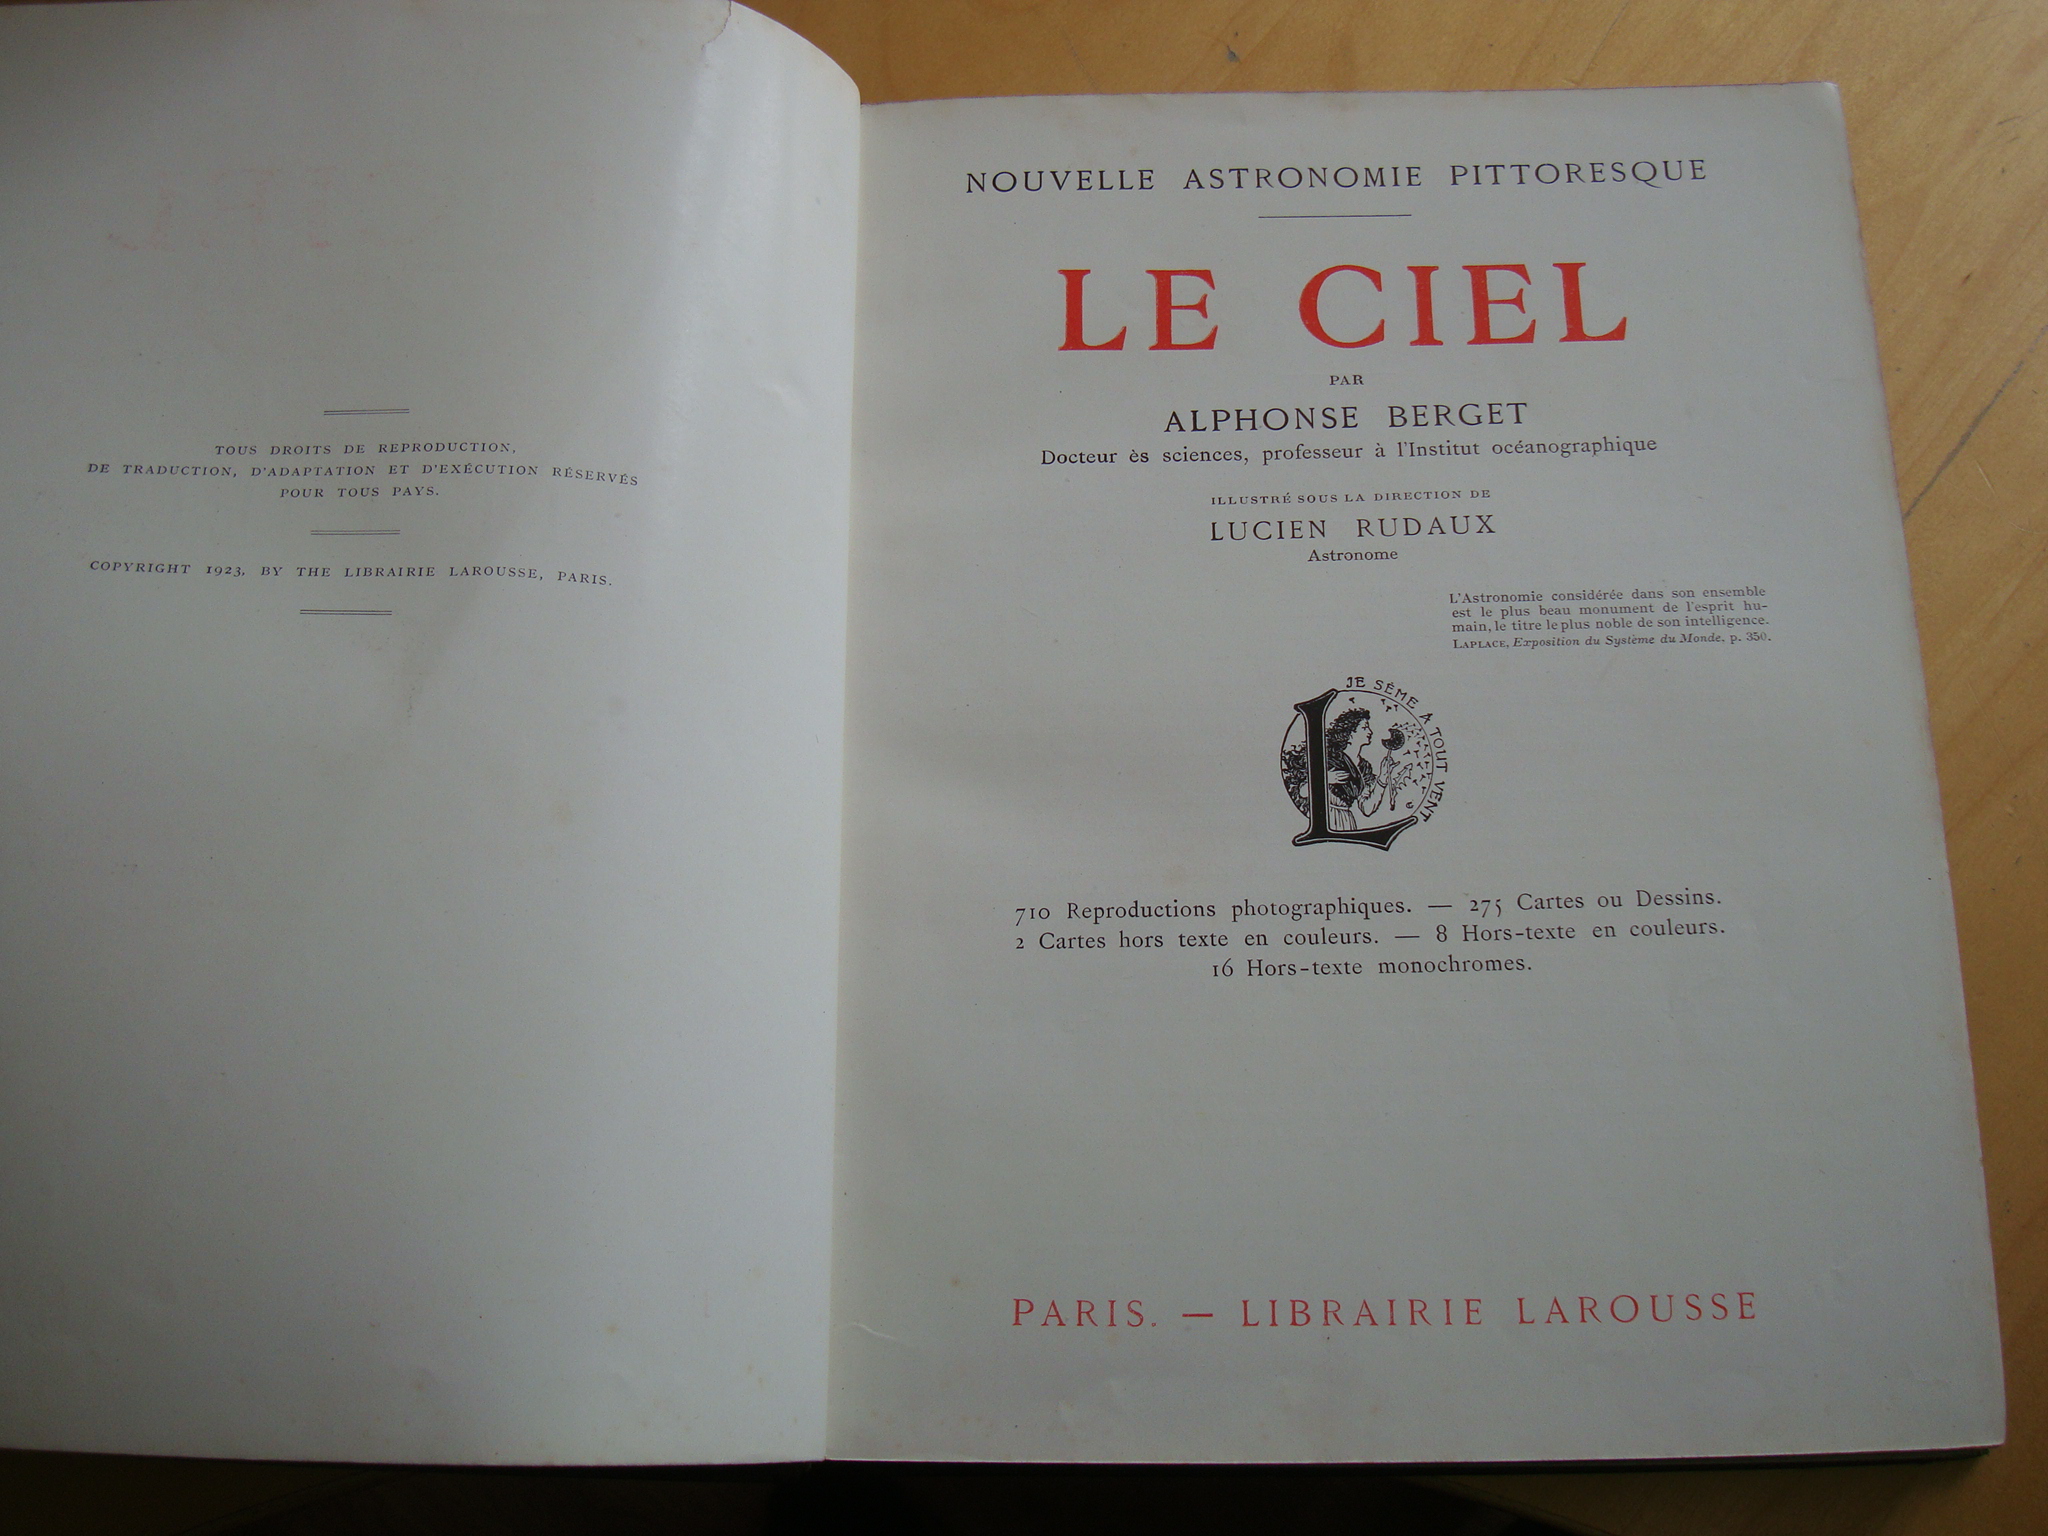 TOUS DROITS DE REPRODUCTION,
DE TRADUCTION, D'ADAPTATION ET D'EXÉCUTION RÉSERVÉS
POUR TOUS PAYS.
COPYRIGHT 1923, BY THE LIBRAIRIE LAROUSSE, PARIS.
NOUVELLE ASTRONOMIE PITTORESQUE
LE CIEL
PAR
ALPHONSE BERGET
Docteur ès sciences, professeur à l'Institut océanographique
ILLUSTRÉ SOUS LA DIRECTION DE
LUCIEN RUDAUX
Astronome
L'Astronomie considérée dans son ensemble
est le plus beau monument de l'esprit hu-
main, le titre le plus noble de son intelligence.
LAPLACE, Exposition du Système du Monde, p. 350.
JE SÈME A TOUT VENT
L
710 Reproductions photographiques. — 275 Cartes ou Dessins.
2 Cartes hors texte en couleurs. — 8 Hors-texte en couleurs.
16 Hors-texte monochromes.
PARIS. — LIBRAIRIE LAROUSSE